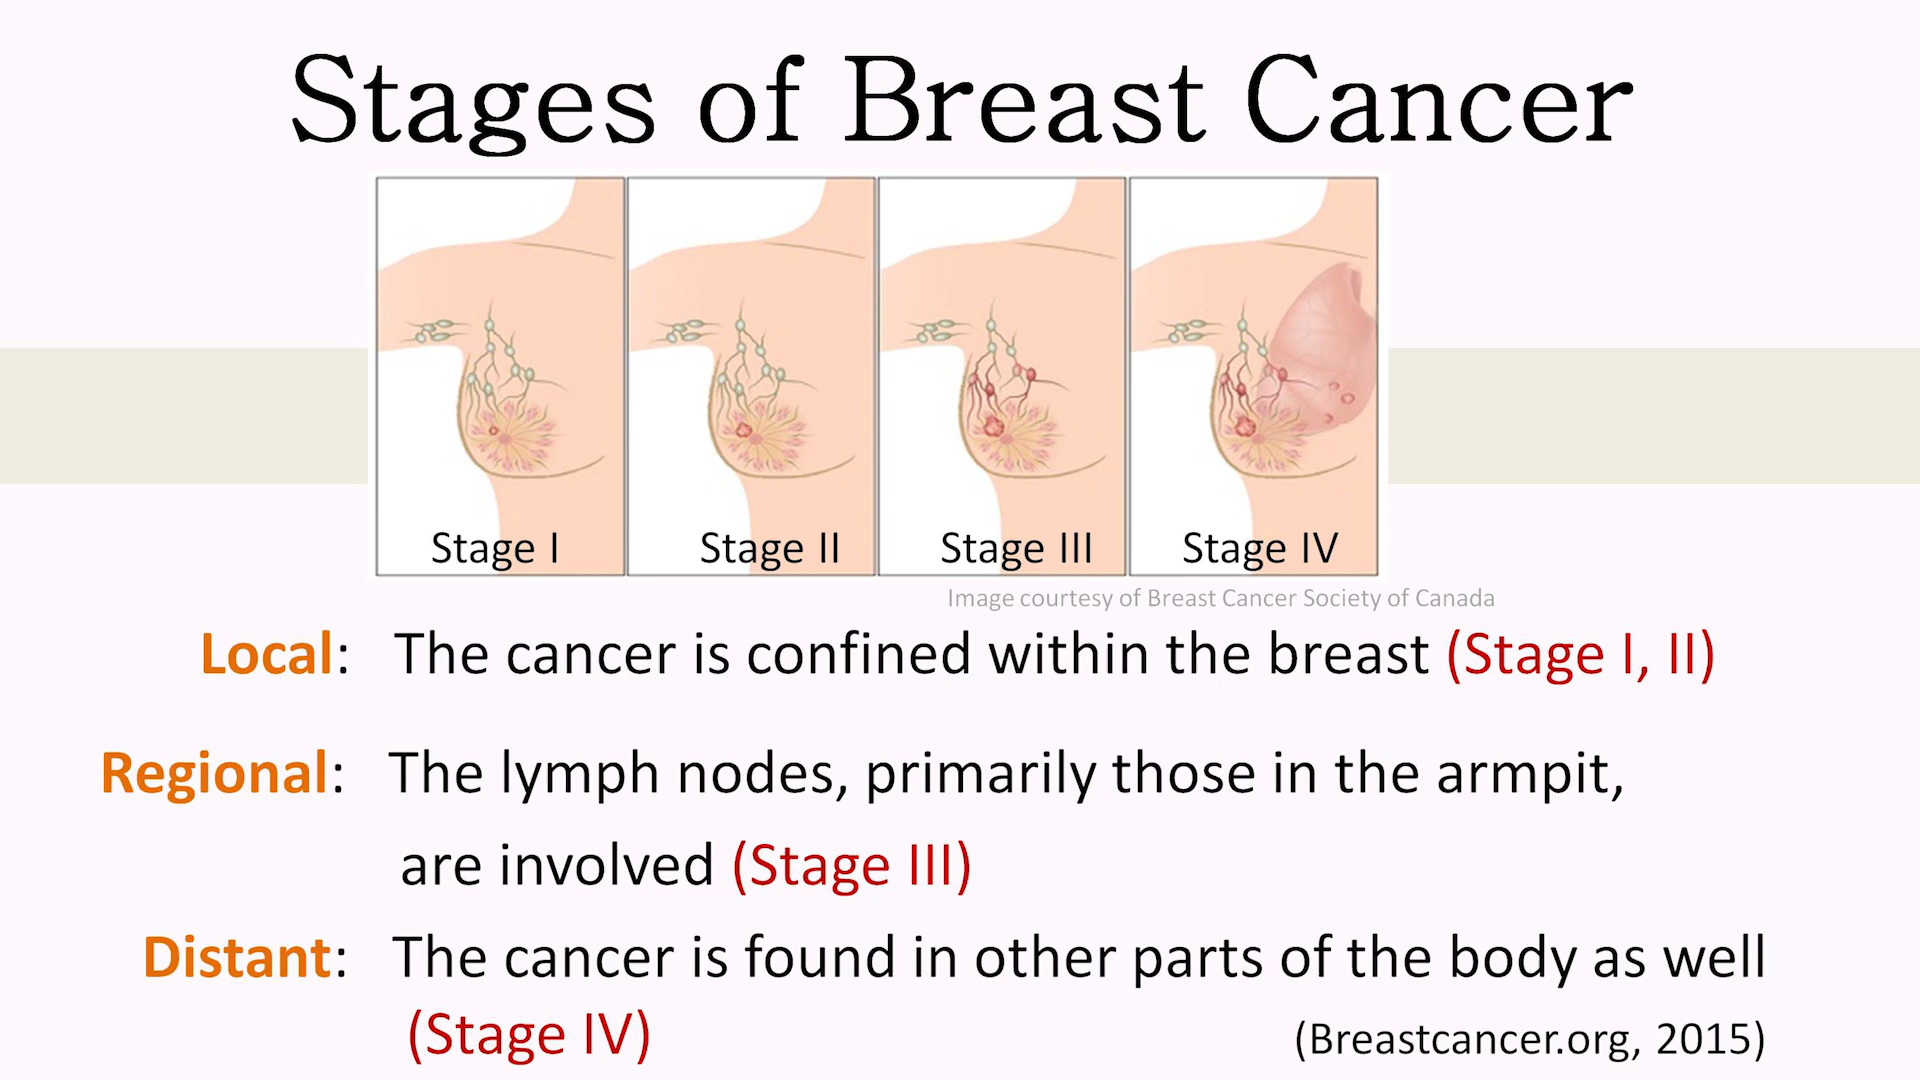 Stages of Breast Cancer
Stage I
Stage II
Stage III
Stage IV
Image courtesy of Breast Cancer Society of Canada
Local: The cancer is confined within the breast (Stage I, II)
Regional: The lymph nodes, primarily those in the armpit,
are involved (Stage III)
Distant: The cancer is found in other parts of the body as well
(Stage IV)
(Breastcancer.org, 2015)